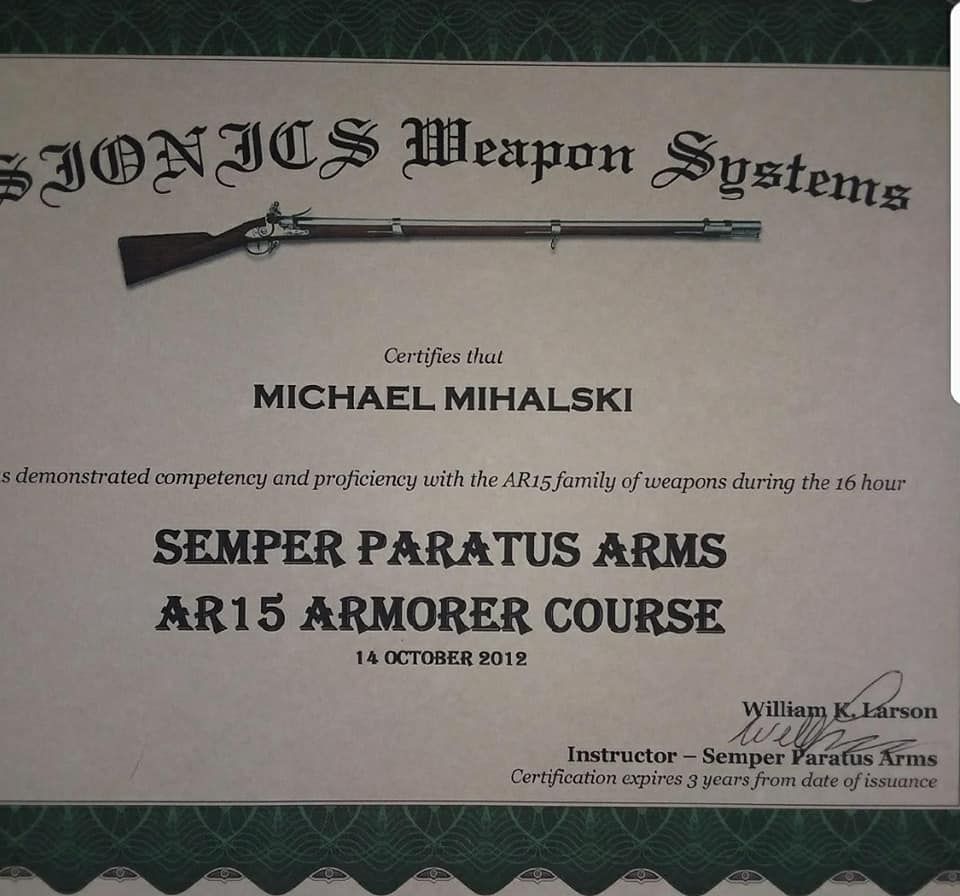 SIONICS Weapon Systems
Certifies that
MICHAEL MIHALSKI
s demonstrated competency and proficiency with the AR15 family of weapons during the 16 hour
SEMPER PARATUS ARMS
AR15 ARMORER COURSE
14 OCTOBER 2012
William K. Larson
Instructor – Semper Paratus Arms
Certification expires 3 years from date of issuance